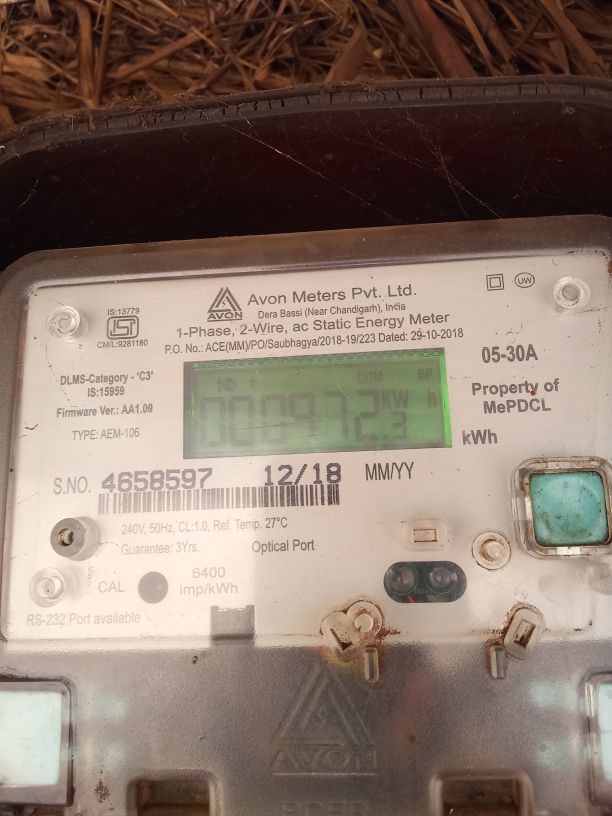 IS:13779
ISI
CM/L:9281180
AVON
Avon Meters Pvt. Ltd.
Dera Bassi (Near Chandigarh), India
1-Phase, 2-Wire, ac Static Energy Meter
P.O. No.: ACE(MM)/PO/Saubhagya/2018-19/223 Dated: 29-10-2018
UW
DLMS-Category - 'C3'
IS:15959
Firmware Ver.: AA1.00
TYPE: AEM-106
CUM BP
000972.3 KW h
kWh
05-30A
Property of
MePDCL
S.NO. 4658597 12/18 MM/YY
240V, 50Hz, CL:1.0, Ref. Temp. 27°C
Guarantee: 3Yrs. Optical Port
CAL 6400
imp/kWh
RS-232 Port available
AVON